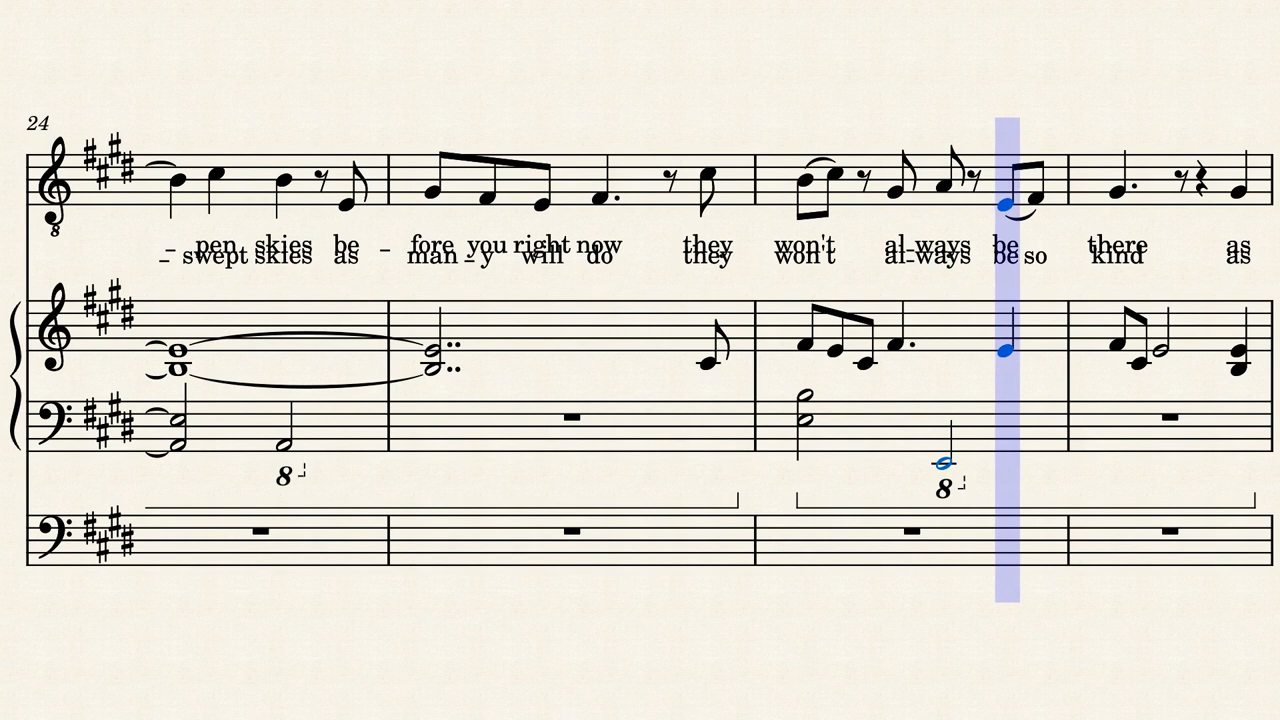 24
8
- pen skies be - fore you right now they won't al-ways be there as
- swept skies as man - y will do they won't al-ways be so kind as
8
8